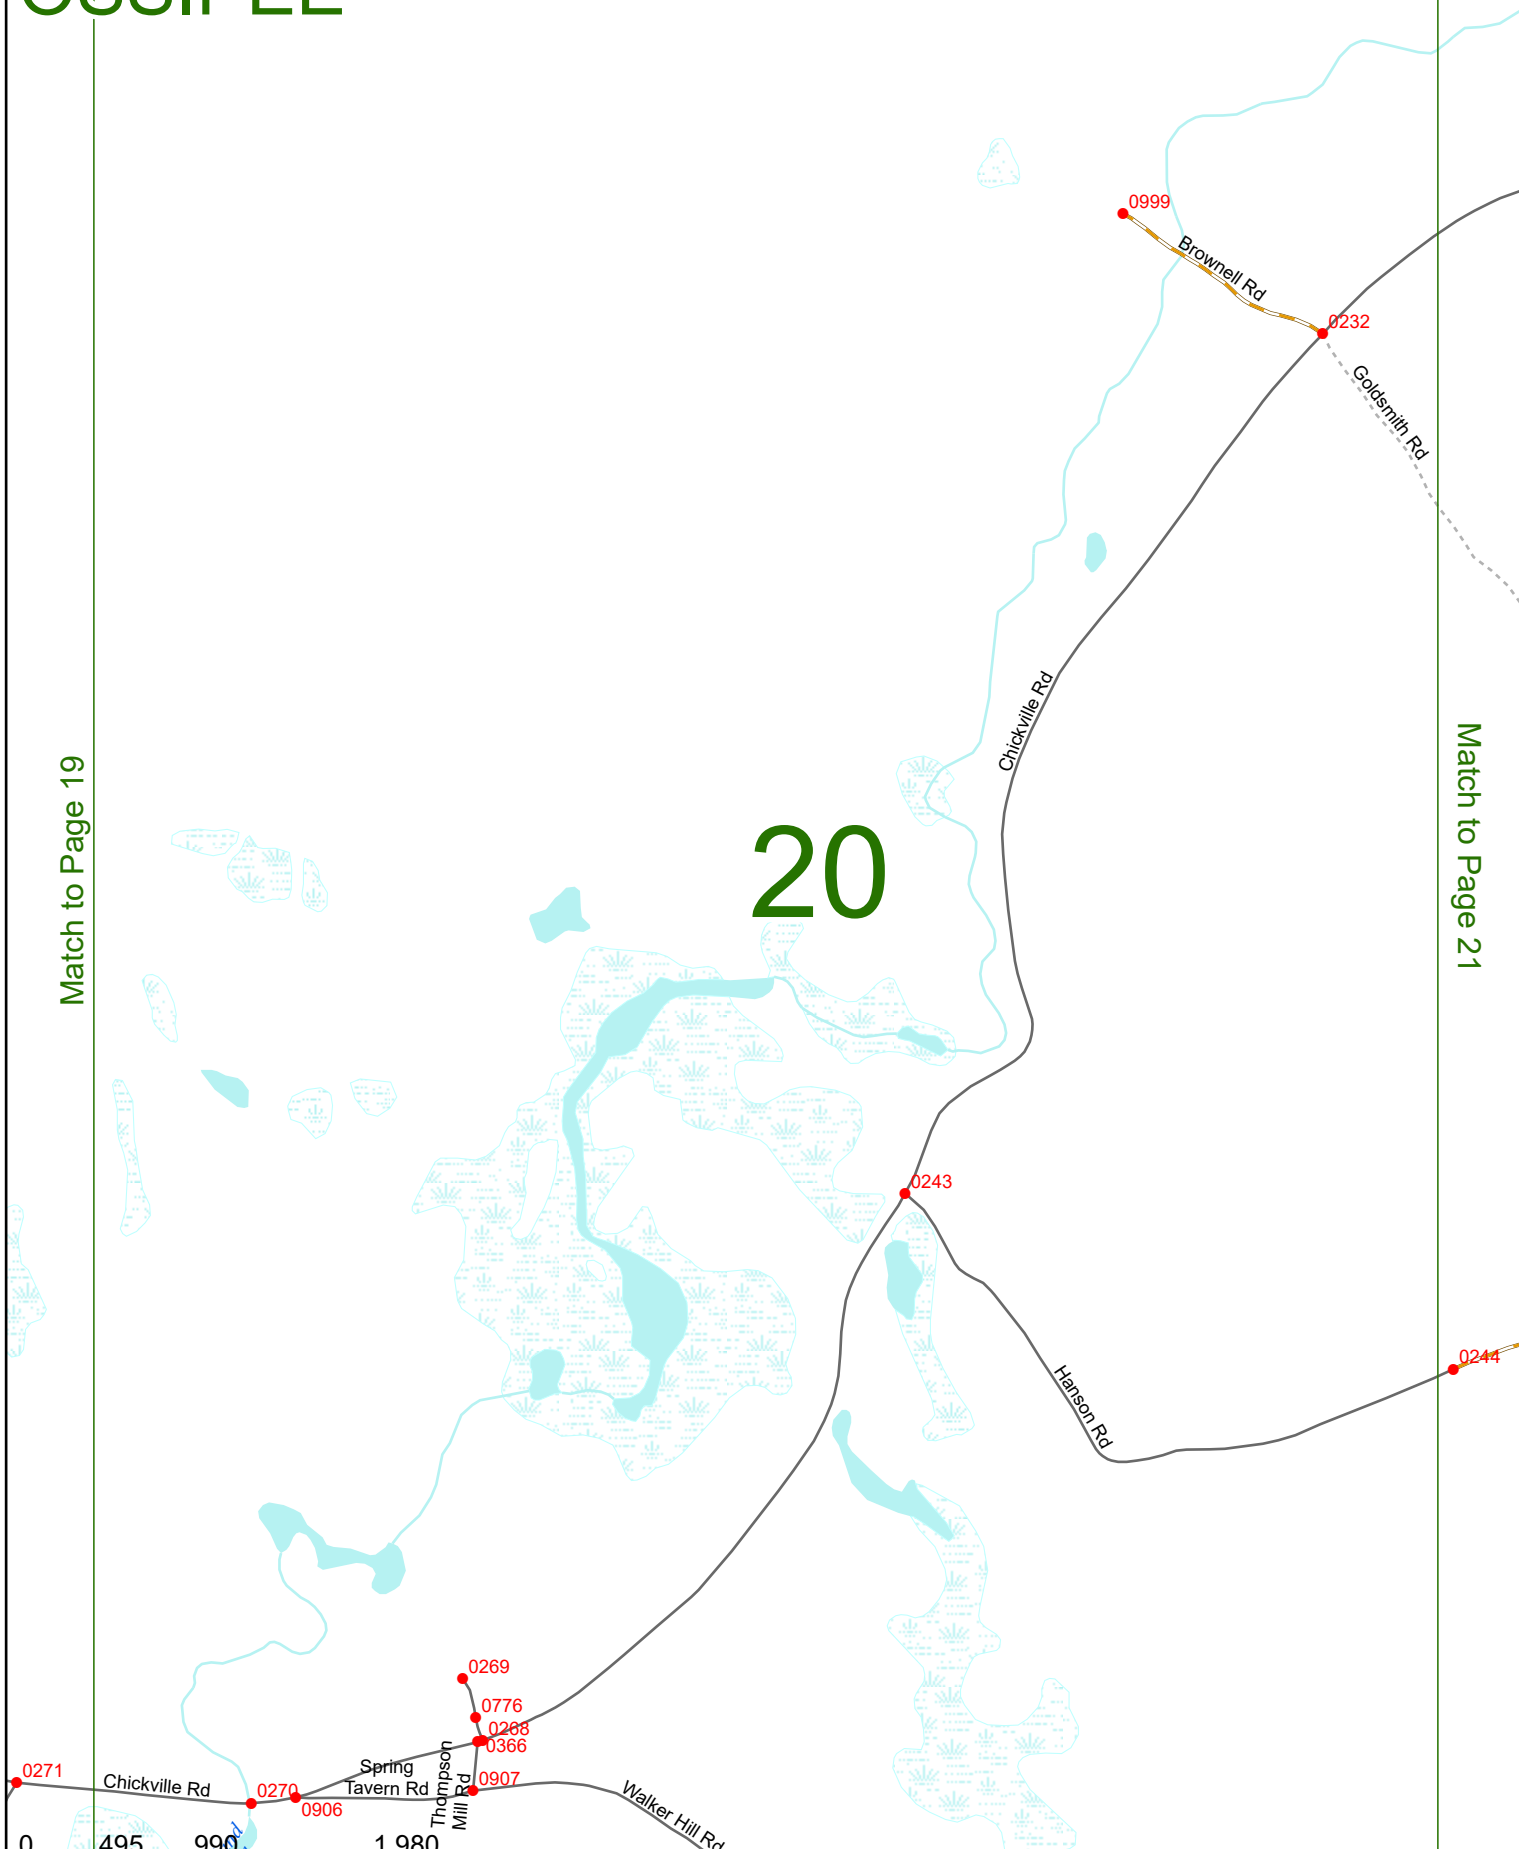 OSSIPEE
0999
Brownell Rd
0232
Goldsmith Rd
Chickville Rd
Match to Page 19
20
Match to Page 21
0243
Hanson Rd
0244
0269
0776
0268
0366
0271
Chickville Rd
0270
0906
Spring
Tavern Rd
Thompson
Mill Rd
0907
Walker Hill Rd
0 495 990 1,980